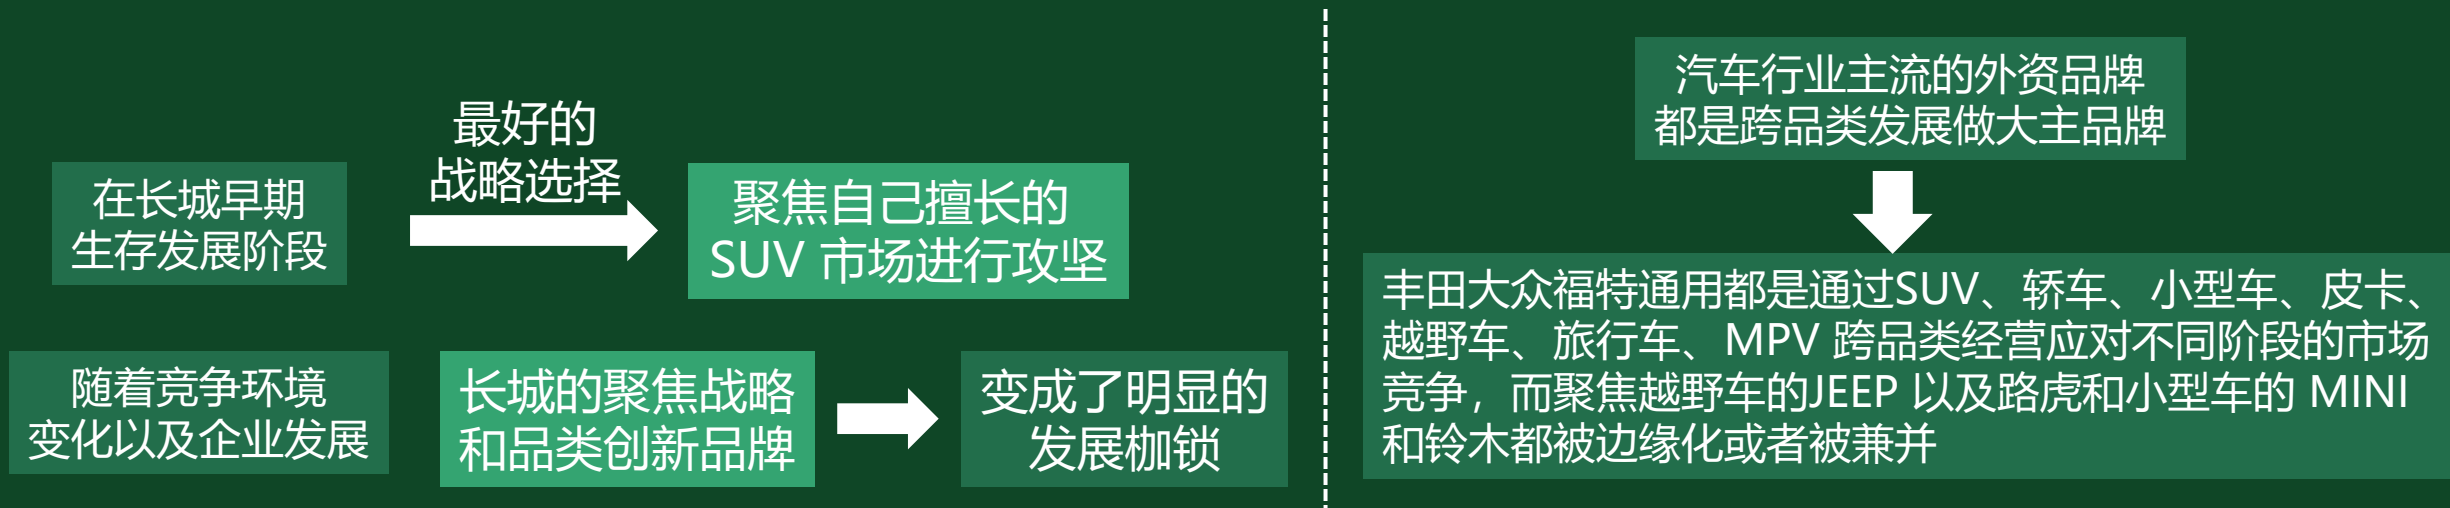 在长城早期
生存发展阶段
最好的
战略选择
聚焦自己擅长的
SUV 市场进行攻坚
随着竞争环境
变化以及企业发展
长城的聚焦战略
和品类创新品牌
变成了明显的
发展枷锁
汽车行业主流的外资品牌
都是跨品类发展做大主品牌
丰田大众福特通用都是通过SUV、轿车、小型车、皮卡、
越野车、旅行车、MPV 跨品类经营应对不同阶段的市场
竞争，而聚焦越野车的JEEP 以及路虎和小型车的 MINI
和铃木都被边缘化或者被兼并